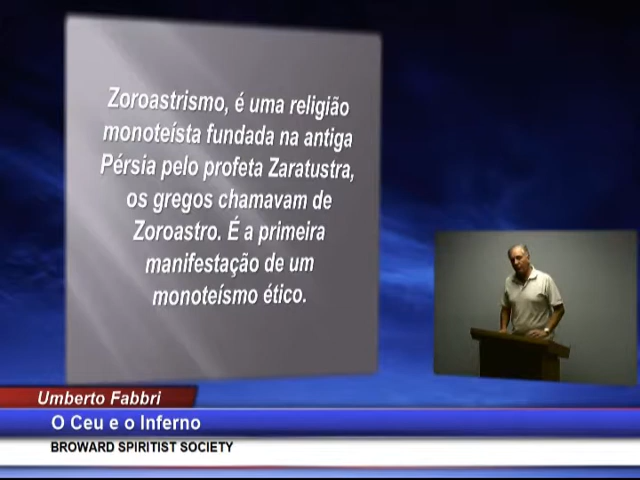 Zoroastrismo, é uma religião
monoteísta fundada na antiga
Pérsia pelo profeta Zaratustra,
os gregos chamavam de
Zoroastro. É a primeira
manifestação de um
monoteísmo ético.
Umberto Fabbri
O Ceu e o Inferno
BROWARD SPIRITIST SOCIETY